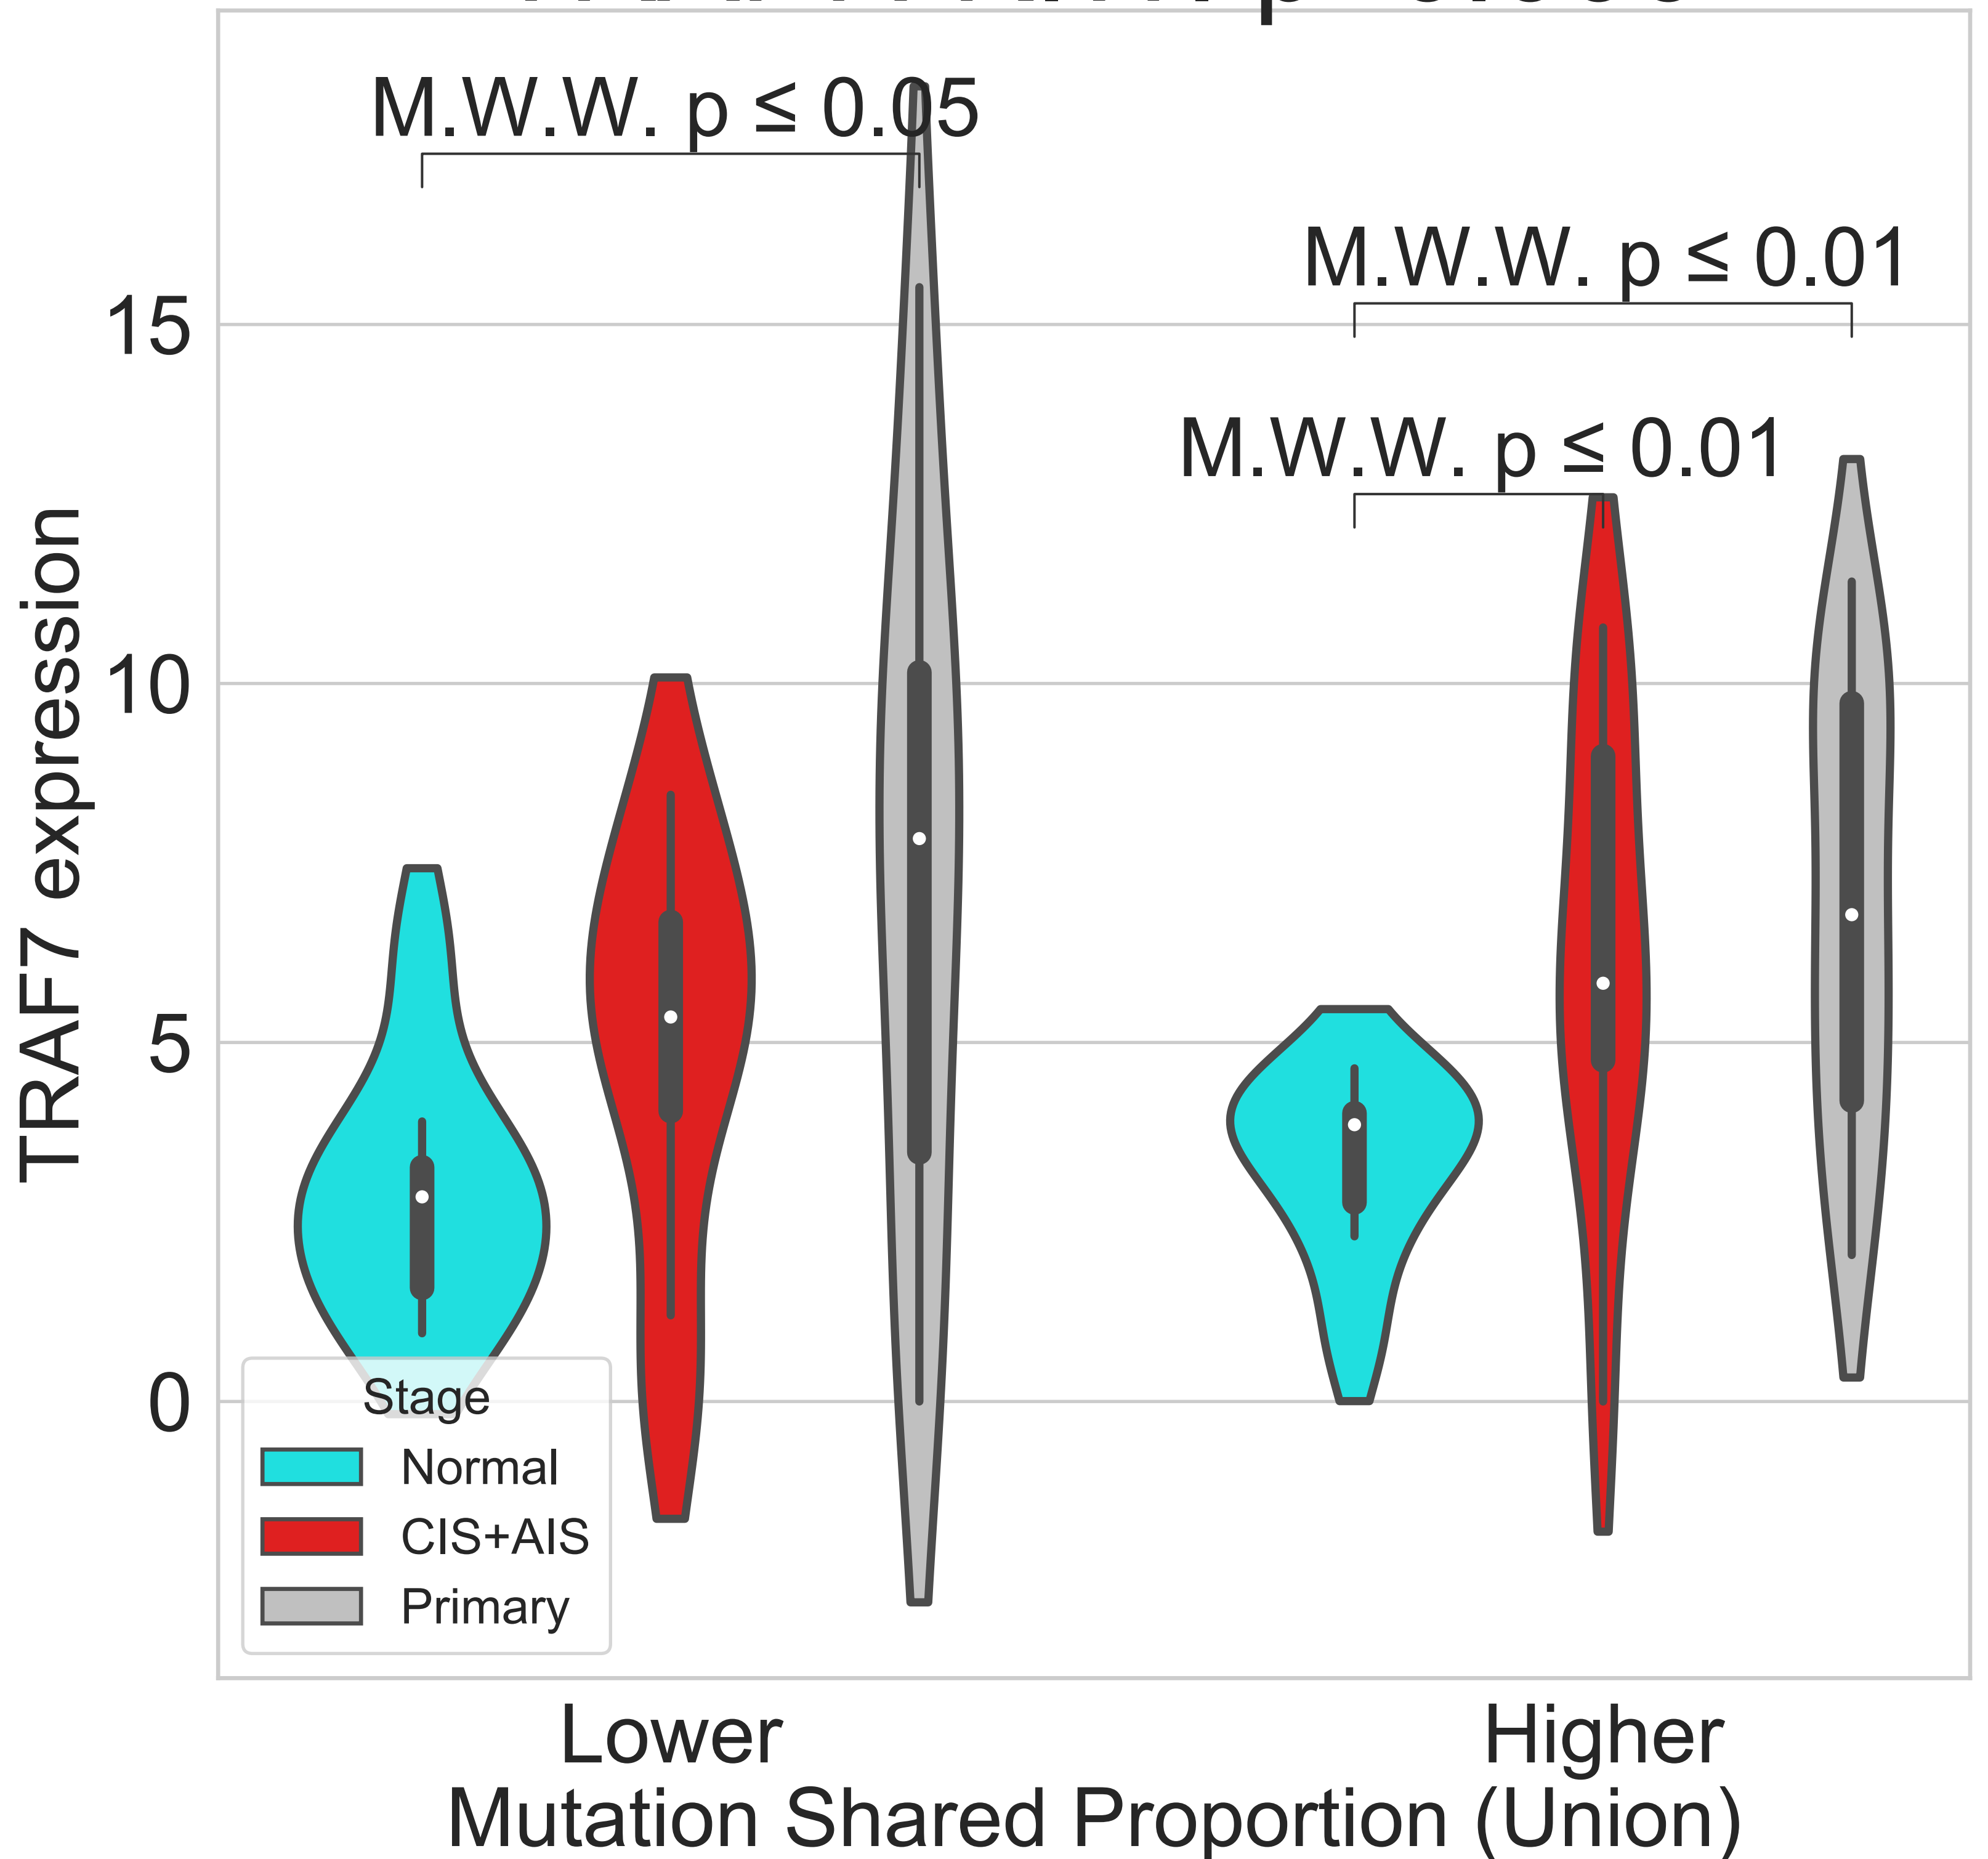 M.W.W. p ≤ 0.05
M.W.W. p ≤ 0.01
M.W.W. p ≤ 0.01
15
10
5
0
TRAF7 expression
Stage
Normal
CIS+AIS
Primary
Lower
Higher
Mutation Shared Proportion (Union)